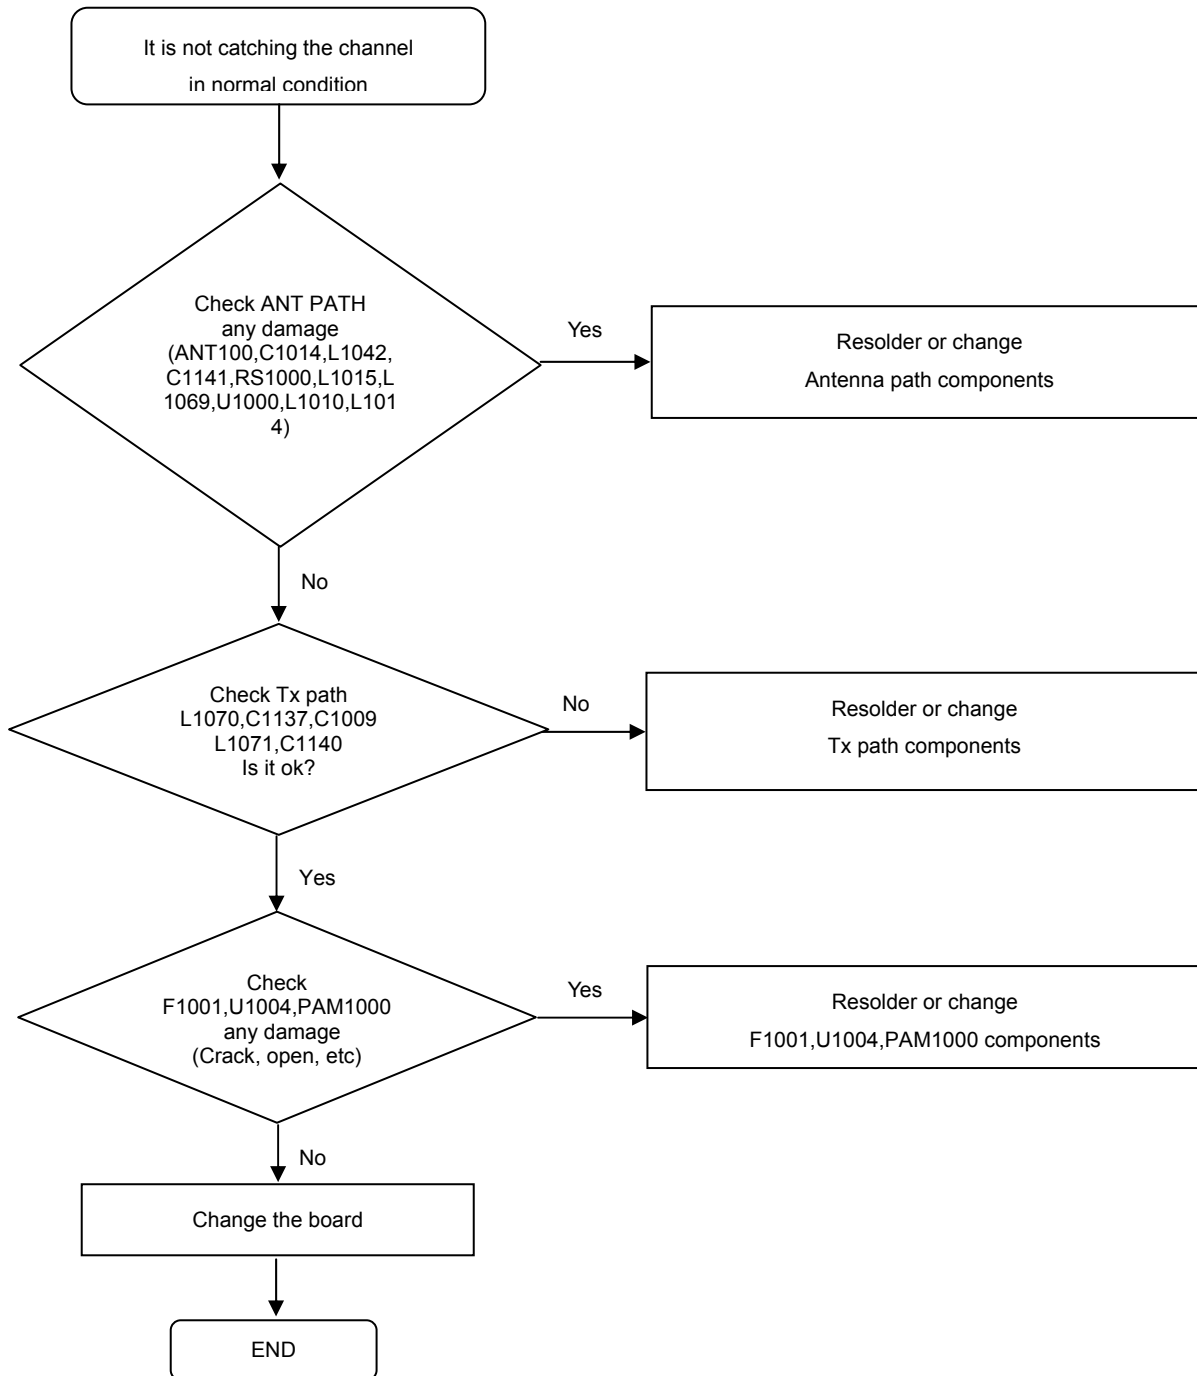 It is not catching the channel
in normal condition
Check ANT PATH
any damage
(ANT100,C1014,L1042,
C1141,RS1000,L1015,L
1069,U1000,L1010,L101
4)
Yes
Resolder or change
Antenna path components
No
Check Tx path
L1070,C1137,C1009
L1071,C1140
Is it ok?
No
Resolder or change
Tx path components
Yes
Check
F1001,U1004,PAM1000
any damage
(Crack, open, etc)
Yes
Resolder or change
F1001,U1004,PAM1000 components
No
Change the board
END